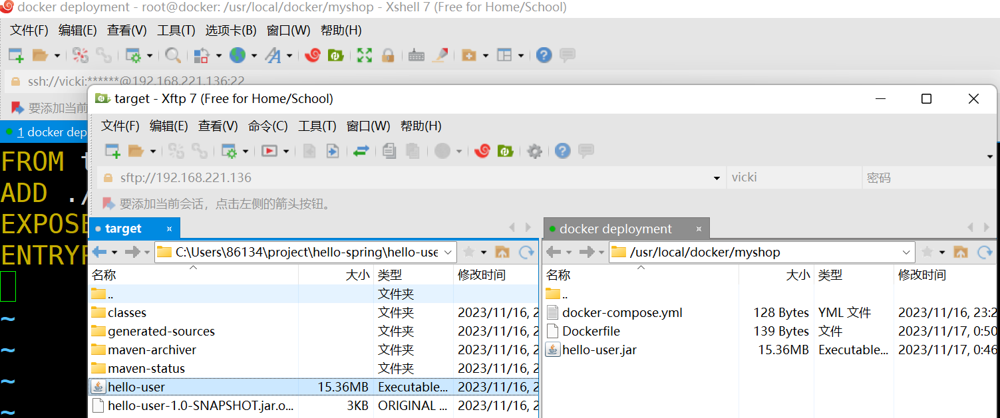 docker deployment - root@docker: /usr/local/docker/myshop - Xshell 7 (Free for Home/School)
文件(F) 编辑(E) 查看(V) 工具(T) 选项卡(B) 窗口(W) 帮助(H)
ssh://vicki:******@192.168.221.136:22
要添加当前
1 docker dep
FROM t
ADD ./
EXPOSE
ENTRYP
~
~
~
~
target - Xftp 7 (Free for Home/School)
文件(F) 编辑(E) 查看(V) 命令(C) 工具(T) 窗口(W) 帮助(H)
sftp://192.168.221.136 vicki 密码
要添加当前会话，点击左侧的箭头按钮。
target × docker deployment ×
C:\Users\86134\project\hello-spring\hello-use /usr/local/docker/myshop
名称 大小 类型 修改时间 名称 大小 类型 修改时间
.. 文件夹 ..
classes 文件夹 2023/11/16, 2 docker-compose.yml 128 Bytes YML 文件 2023/11/16, 23:2
generated-sources 文件夹 2023/11/16, 2 Dockerfile 139 Bytes 文件 2023/11/17, 0:50
maven-archiver 文件夹 2023/11/16, 2 hello-user.jar 15.36MB Executable... 2023/11/17, 0:46
maven-status 文件夹 2023/11/16, 2
hello-user 15.36MB Executable... 2023/11/16, 2
hello-user-1.0-SNAPSHOT.jar.o... 3KB ORIGINAL ... 2023/11/16, 2